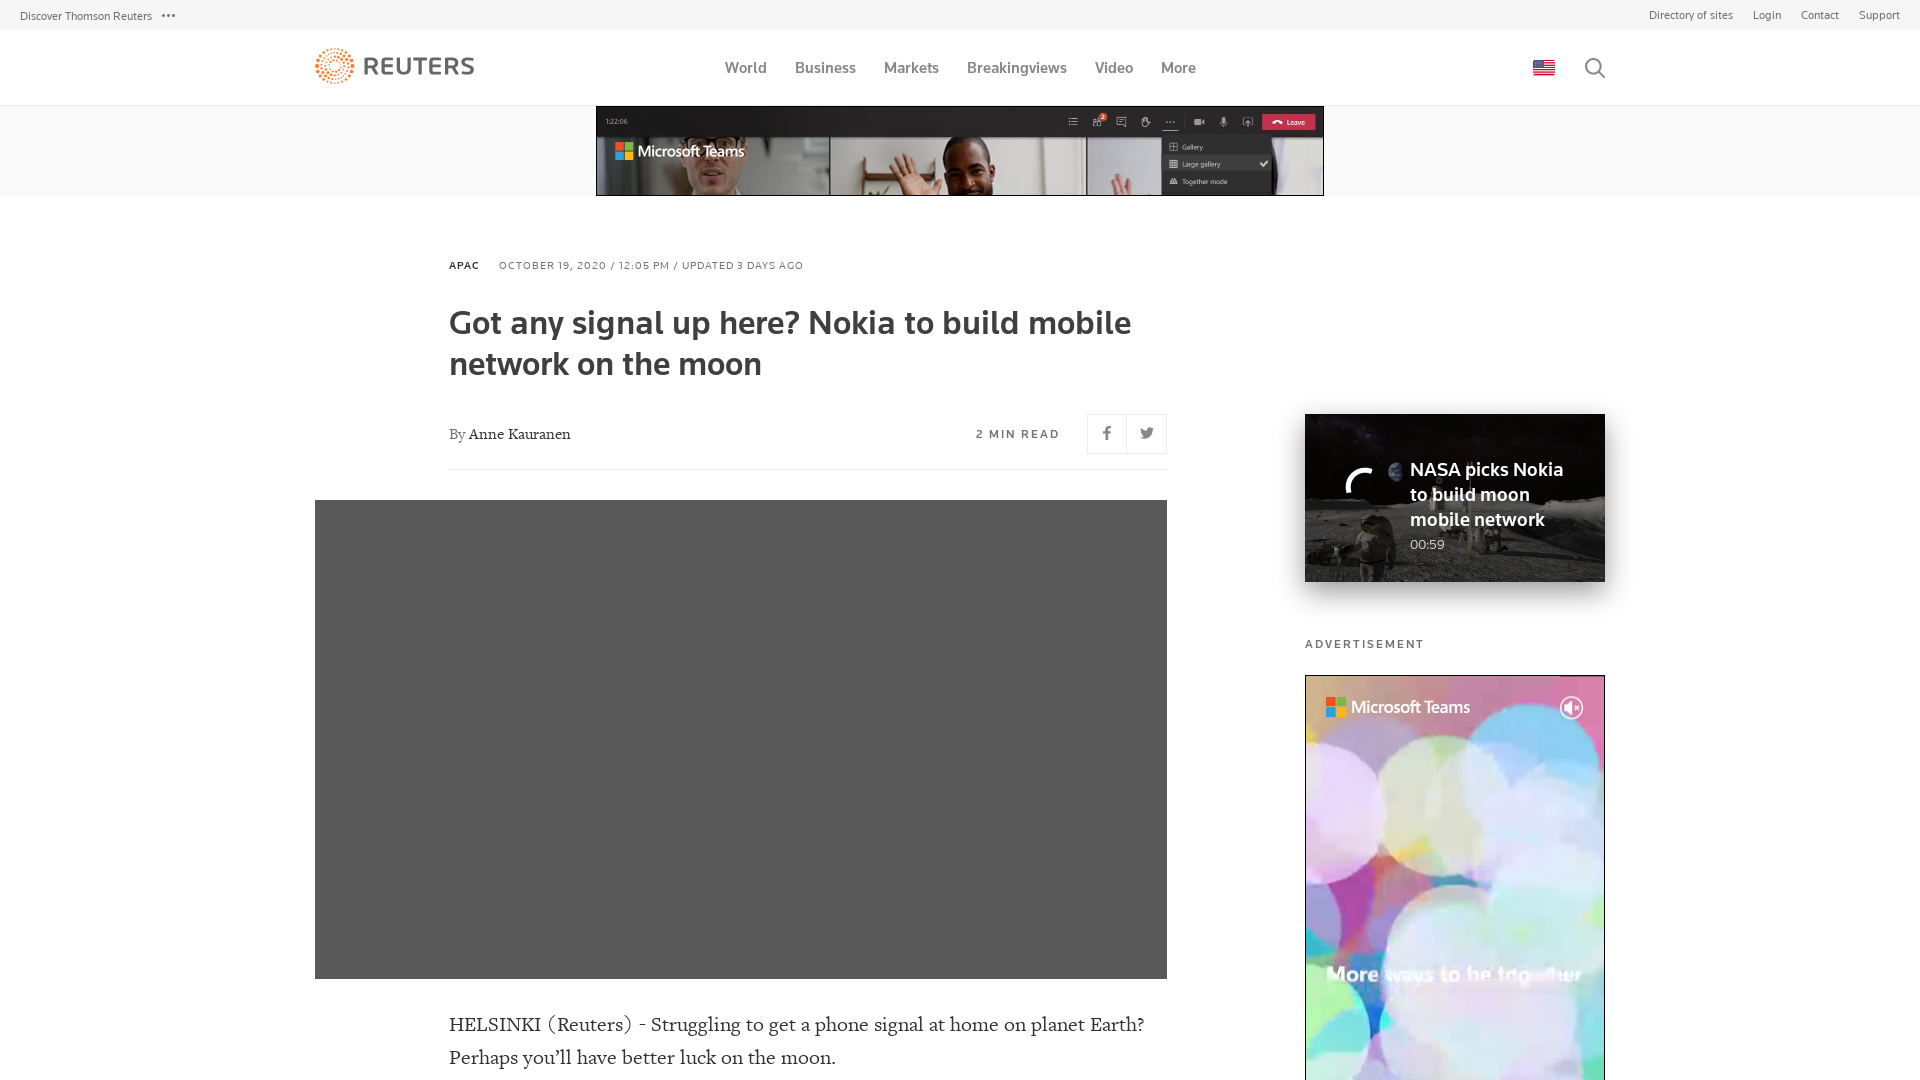 Discover Thomson Reuters
Directory of sites Login Contact Support
REUTERS
World Business Markets Breakingviews Video More
1:22:06
2
Leave
Microsoft Teams
Gallery
Large gallery
Together mode
APAC OCTOBER 19, 2020 / 12:05 PM / UPDATED 3 DAYS AGO
Got any signal up here? Nokia to build mobile
network on the moon
By Anne Kauranen
2 MIN READ
NASA picks Nokia
to build moon
mobile network
00:59
ADVERTISEMENT
Microsoft Teams
More ways to be together
HELSINKI (Reuters) - Struggling to get a phone signal at home on planet Earth?
Perhaps you’ll have better luck on the moon.